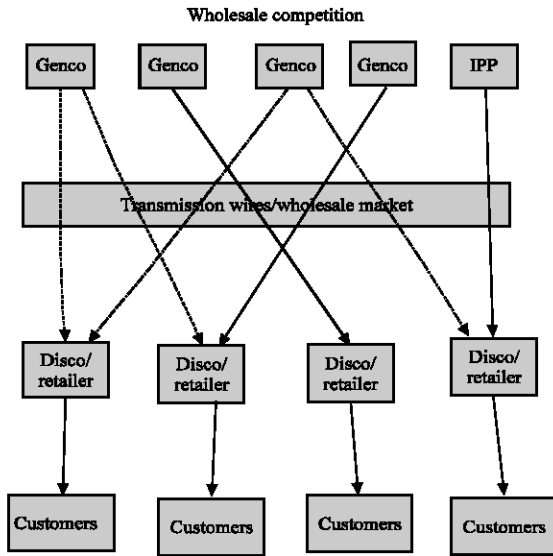 Wholesale competition
Genco
Genco
Genco
Genco
IPP
Transmission wires/wholesale market
Disco/
retailer
Disco/
retailer
Disco/
retailer
Disco/
retailer
Customers
Customers
Customers
Customers